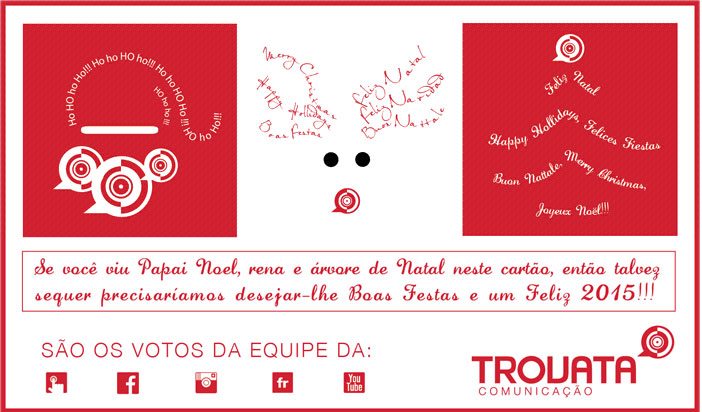 Ho HO ho Ho!!! Ho ho HO ho!!! Ho ho HO Ho !!! HO ho Ho!!!
HO ho ho !!!
Merry Christmas
Happy Hollidays
Boas Festas
Feliz Natal
Feliz Navidad
Buon Nattale
Feliz Natal
Happy Hollidays, Felices Fiestas
Buon Nattale, Merry Christmas,
Joyeux Noël!!!
Se você viu Papai Noel, rena e árvore de Natal neste cartão, então talvez
sequer precisaríamos desejar-lhe Boas Festas e um Feliz 2015!!!
SÃO OS VOTOS DA EQUIPE DA:
f
fr
You
Tube
TROVATA
COMUNICAÇÃO